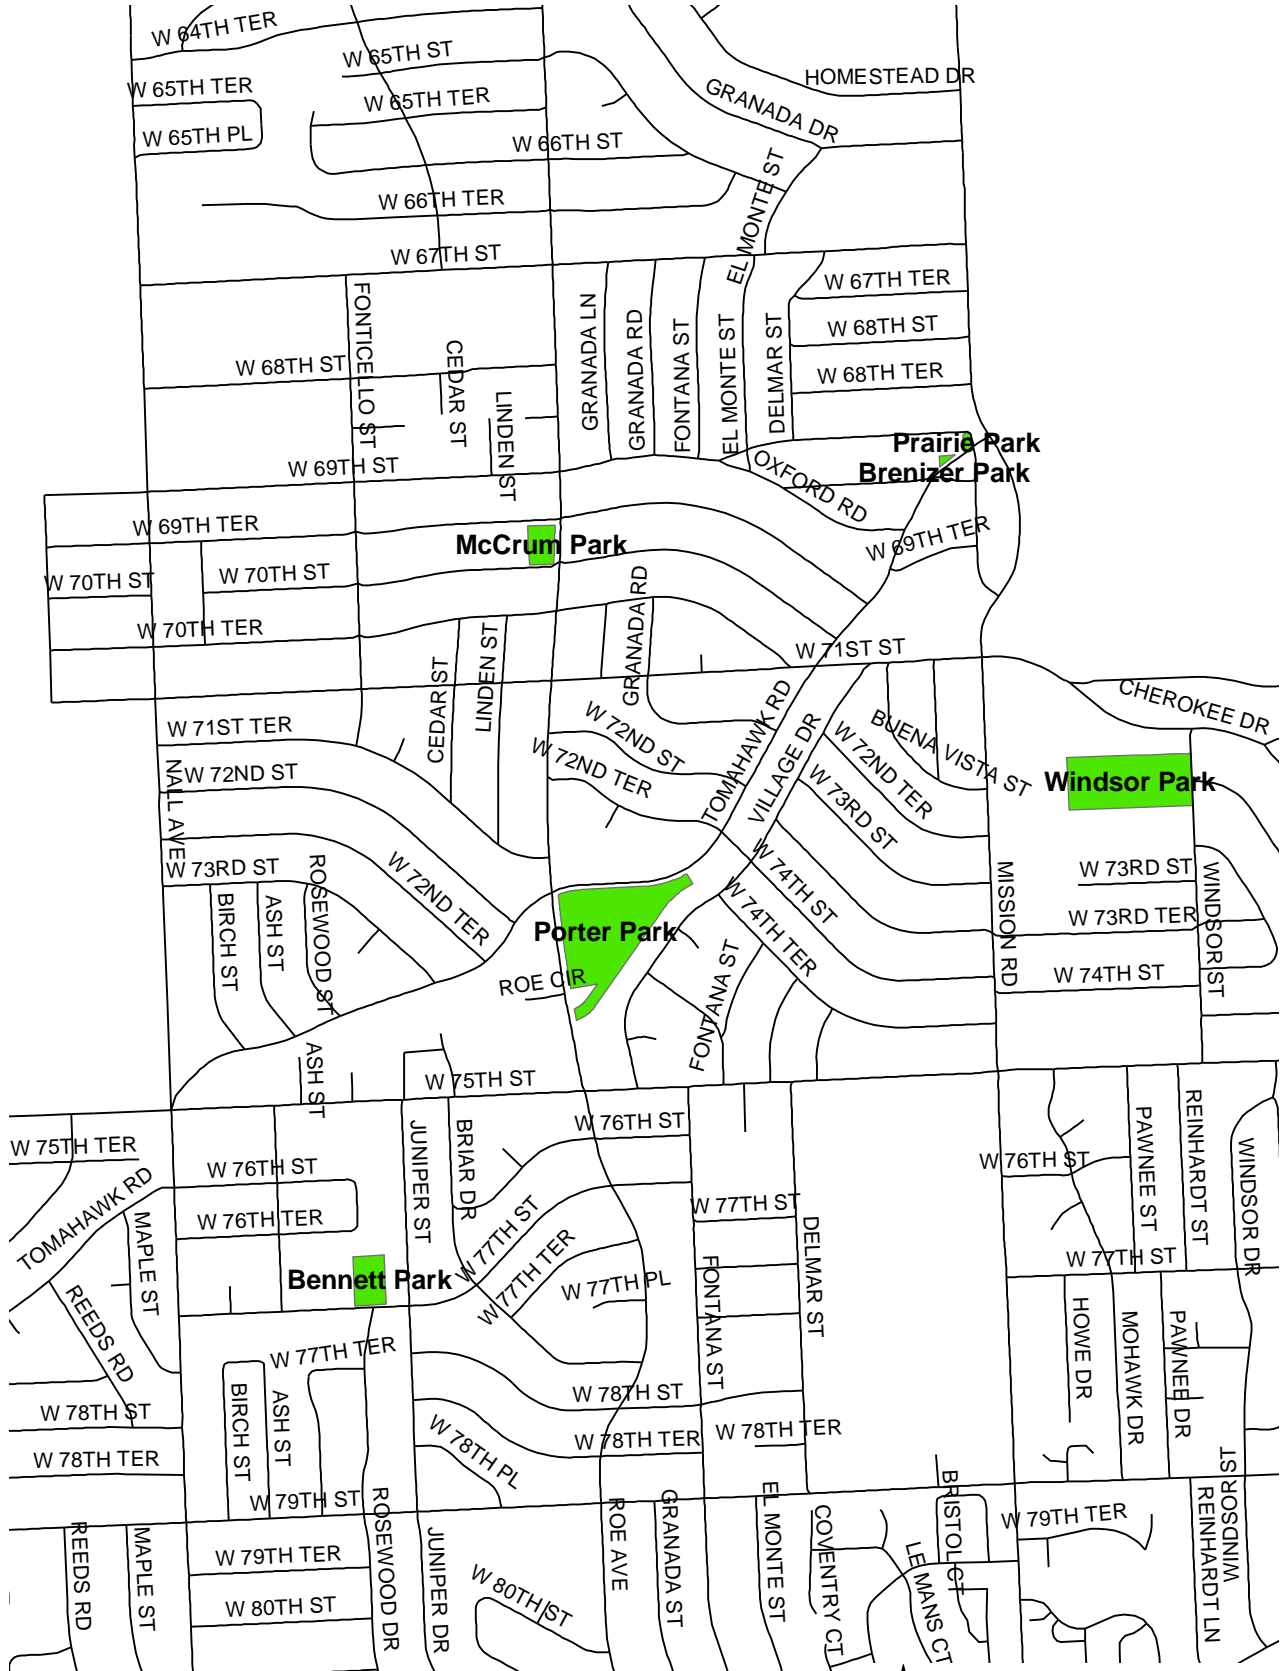 W 64TH TER
W 65TH ST
HOMESTEAD DR
W 65TH TER
W 65TH TER
GRANADA DR
W 65TH PL
W 66TH ST
W 66TH TER
EL MONTE ST
W 67TH ST
W 67TH TER
FONTICELLO ST
GRANADA LN
GRANADA RD
FONTANA ST
EL MONTE ST
DELMAR ST
W 68TH ST
W 68TH ST
CEDAR ST
W 68TH TER
LINDEN ST
Prairie Park
W 69TH ST
OXFORD RD
Brenizer Park
W 69TH TER
W 69TH TER
McCrum Park
W 70TH ST
W 70TH ST
GRANADA RD
W 70TH TER
W 71ST ST
CEDAR ST
LINDEN ST
CHEROKEE DR
W 71ST TER
W 72ND ST
TOMAHAWK RD
BUENA VISTA ST
NALL AVE
W 72ND ST
W 72ND TER
VILLAGE DR
W 72ND TER
Windsor Park
W 73RD ST
W 73RD ST
ROSEWOOD ST
W 72ND TER
W 74TH ST
MISSION RD
W 73RD ST
WINDSOR ST
BIRCH ST
ASH ST
Porter Park
W 74TH TER
W 73RD TER
ROE CIR
FONTANA ST
W 74TH ST
ASH ST
W 75TH ST
W 75TH TER
JUNIPER ST
BRIAR DR
W 76TH ST
PAWNEE ST
REINHARDT ST
WINDSOR DR
W 76TH ST
W 76TH ST
TOMAHAWK RD
MAPLE ST
W 76TH TER
W 77TH ST
W 77TH ST
DELMAR ST
W 77TH ST
Bennett Park
W 77TH TER
W 77TH PL
FONTANA ST
REEDS RD
HOWE DR
MOHAWK DR
PAWNEE DR
W 77TH TER
BIRCH ST
ASH ST
W 78TH ST
W 78TH ST
W 78TH TER
W 78TH PL
W 78TH TER
W 78TH TER
WINDSOR ST
W 79TH ST
ROSEWOOD DR
ROE AVE
GRANADA ST
EL MONTE ST
COVENTRY CT
BRISTOL CT
W 79TH TER
REINHARDT LN
REEDS RD
MAPLE ST
W 79TH TER
JUNIPER DR
W 80TH ST
W 80TH ST
LE MANS CT